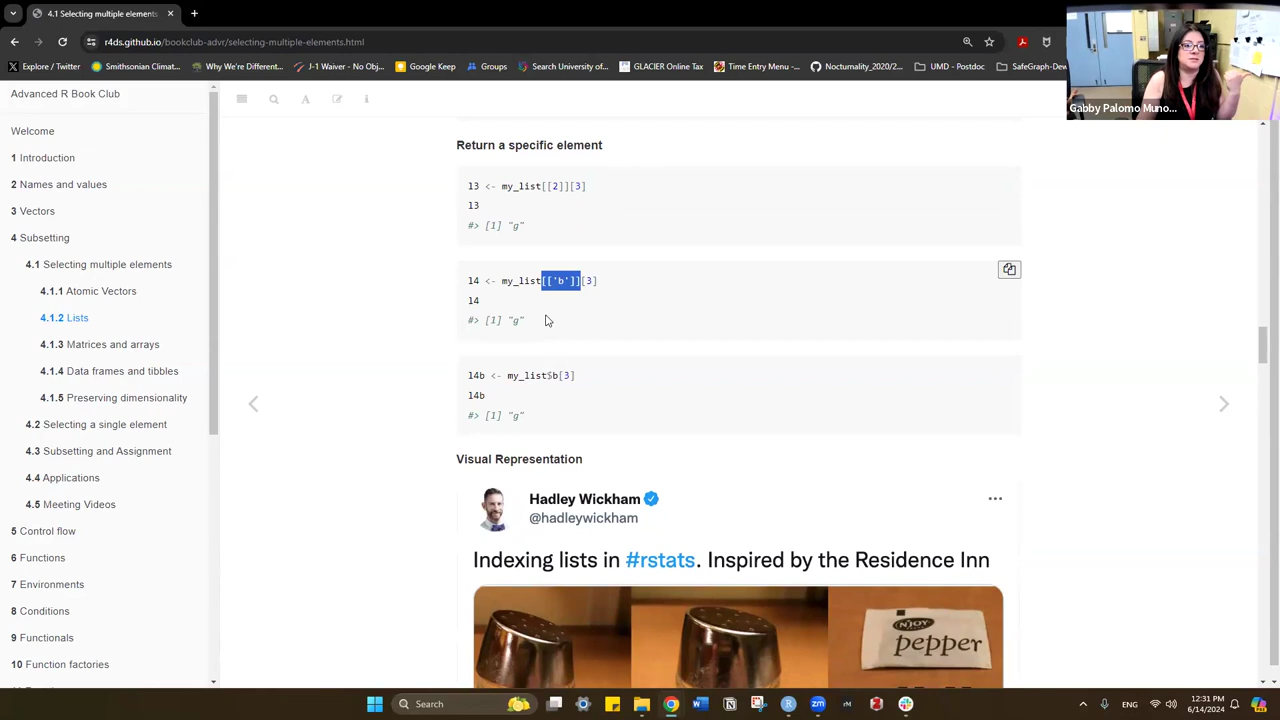 4.1 Selecting multiple elements
r4ds.github.io/bookclub-advr/selecting-multiple-elements.html
Explore / Twitter
Smithsonian Climat...
Why We're Different...
J-1 Waiver - No Obj...
Google Keep
University of...
GLACIER Online Tax
Time Entry Menu -...
Nocturnality_2020/Z...
UMD - Postdoc
SafeGraph-Dew
Gabby Palomo Muno...
Advanced R Book Club
Welcome
1 Introduction
2 Names and values
3 Vectors
4 Subsetting
4.1 Selecting multiple elements
4.1.1 Atomic Vectors
4.1.2 Lists
4.1.3 Matrices and arrays
4.1.4 Data frames and tibbles
4.1.5 Preserving dimensionality
4.2 Selecting a single element
4.3 Subsetting and Assignment
4.4 Applications
4.5 Meeting Videos
5 Control flow
6 Functions
7 Environments
8 Conditions
9 Functionals
10 Function factories
Return a specific element
l3 <- my_list[[2]][3]
l3
#> [1] "g"
l4 <- my_list[['b']][3]
l4
#> [1] "g"
l4b <- my_list$b[3]
l4b
#> [1] "g"
Visual Representation
Hadley Wickham
@hadleywickham
Indexing lists in #rstats. Inspired by the Residence Inn
NJOY
pepper
Search
ENG
12:31 PM
6/14/2024